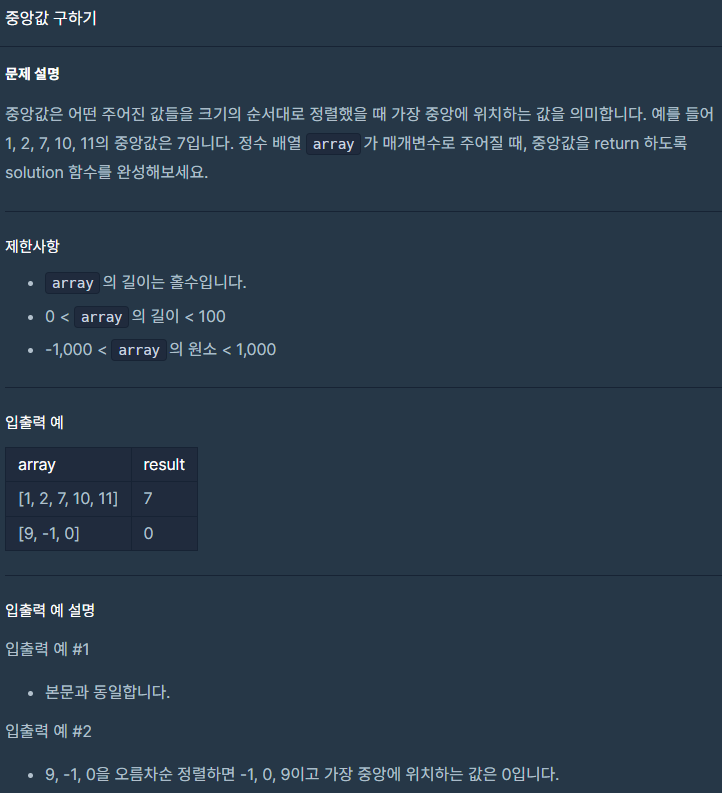 중앙값 구하기
문제 설명
중앙값은 어떤 주어진 값들을 크기의 순서대로 정렬했을 때 가장 중앙에 위치하는 값을 의미합니다. 예를 들어
1, 2, 7, 10, 11의 중앙값은 7입니다. 정수 배열 array 가 매개변수로 주어질 때, 중앙값을 return 하도록
solution 함수를 완성해보세요.
제한사항
• array 의 길이는 홀수입니다.
• 0 < array 의 길이 < 100
• -1,000 < array 의 원소 < 1,000
입출력 예
array result
[1, 2, 7, 10, 11] 7
[9, -1, 0] 0
입출력 예 설명
입출력 예 #1
• 본문과 동일합니다.
입출력 예 #2
• 9, -1, 0을 오름차순 정렬하면 -1, 0, 9이고 가장 중앙에 위치하는 값은 0입니다.